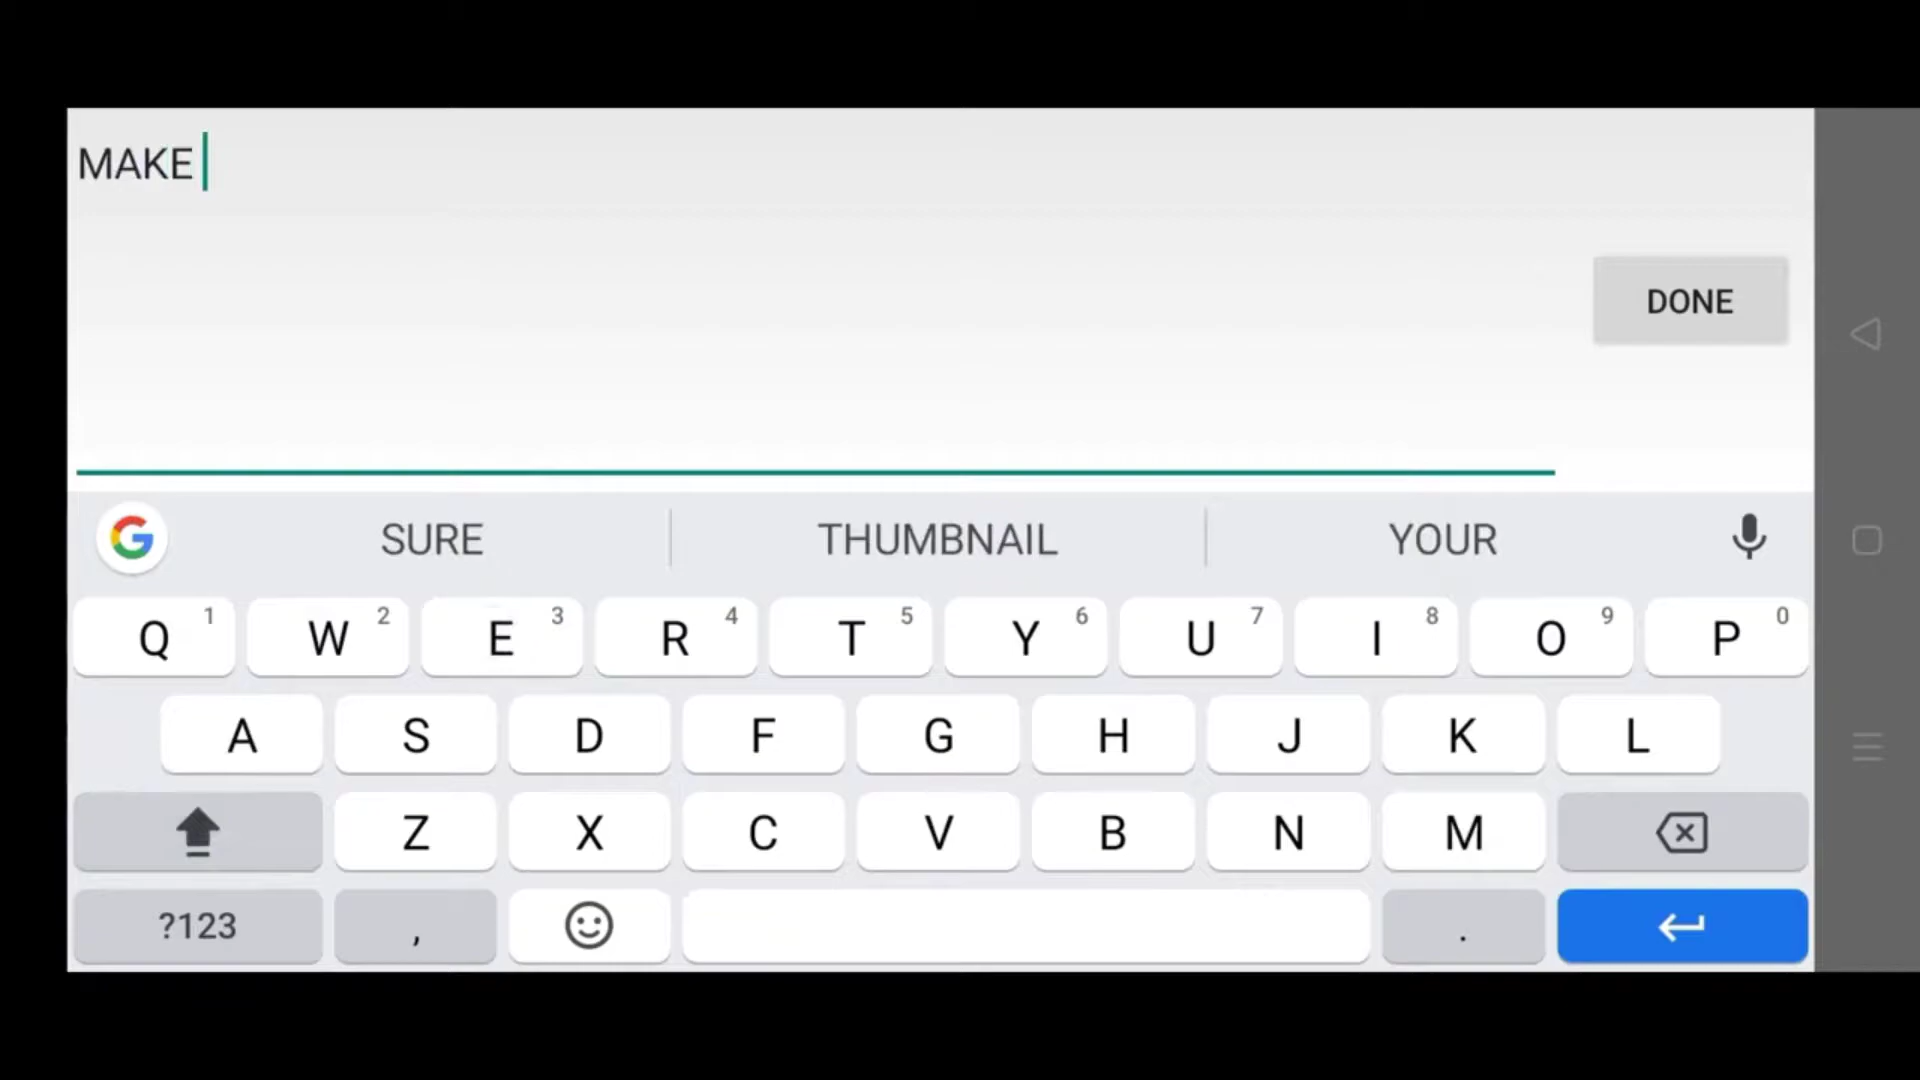 MAKE
DONE
SURE THUMBNAIL YOUR
Q 1 W 2 E 3 R 4 T 5 Y 6 U 7 I 8 O 9 P 0
A S D F G H J K L
Z X C V B N M
?123 , .